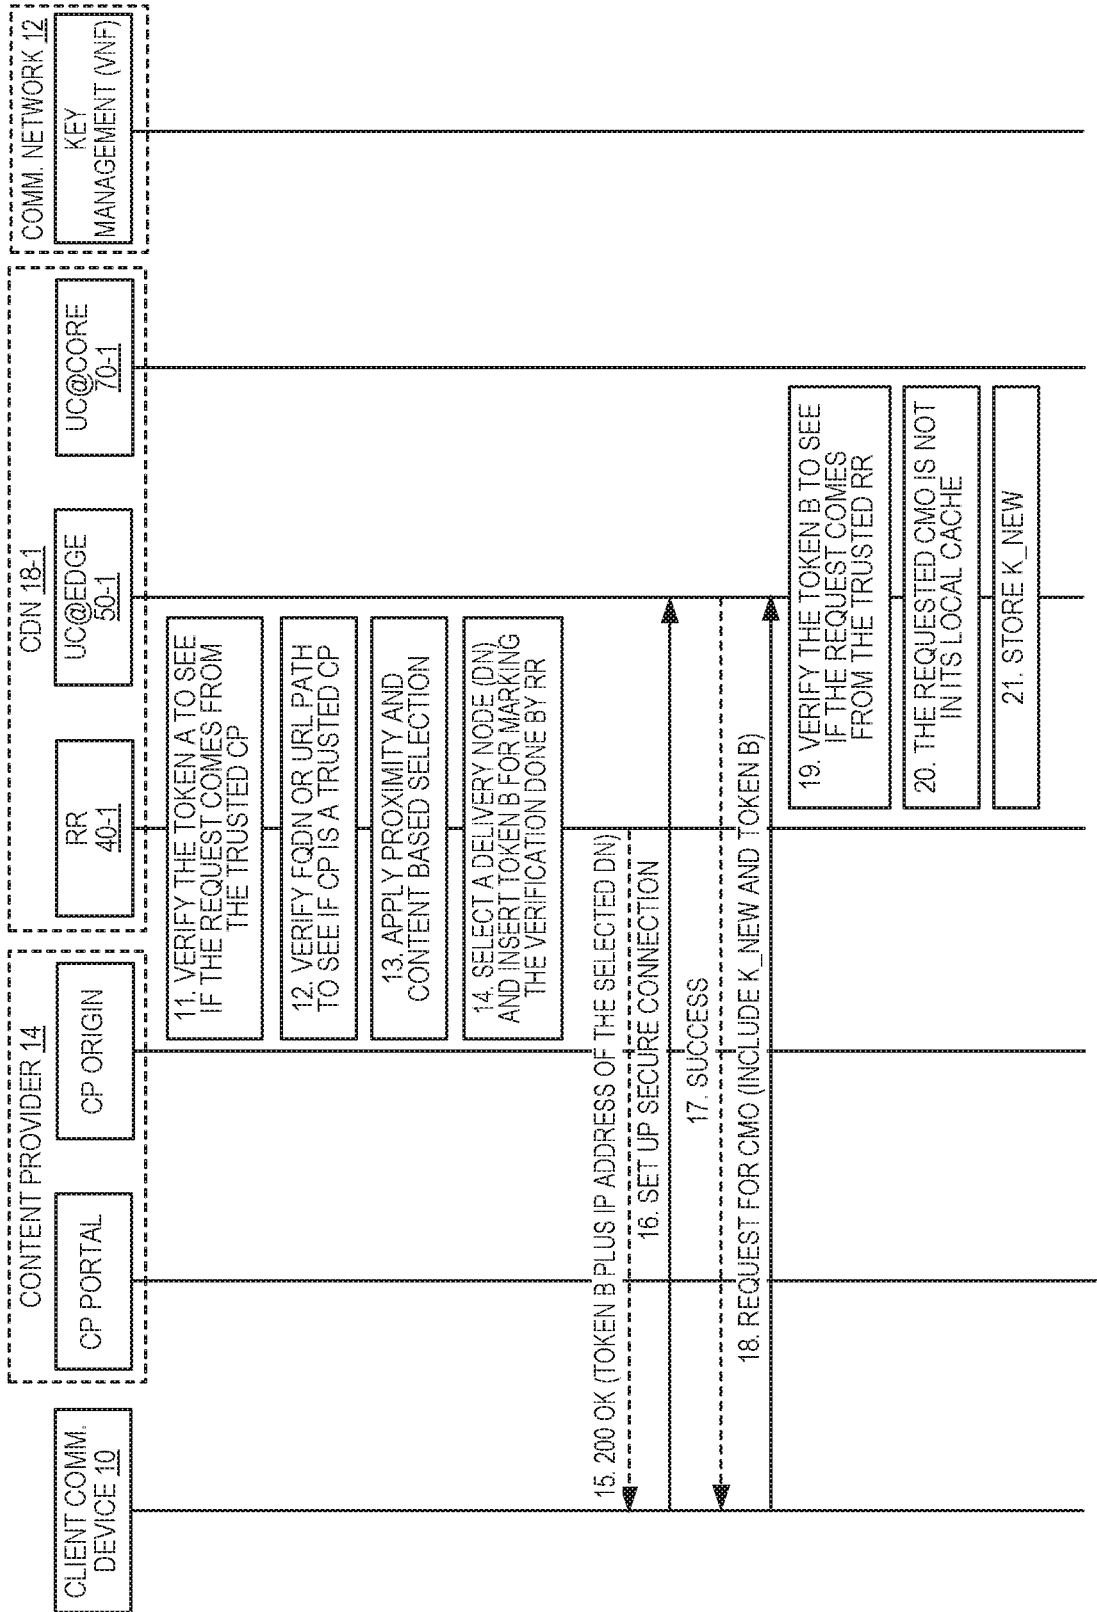 CLIENT COMM.
DEVICE 10
CONTENT PROVIDER 14
CP PORTAL
CP ORIGIN
CDN 18-1
RR
40-1
UC@EDGE
50-1
UC@CORE
70-1
COMM. NETWORK 12
KEY
MANAGEMENT (VNF)
11. VERIFY THE TOKEN A TO SEE
IF THE REQUEST COMES FROM
THE TRUSTED CP
12. VERIFY FQDN OR URL PATH
TO SEE IF CP IS A TRUSTED CP
13. APPLY PROXIMITY AND
CONTENT BASED SELECTION
14. SELECT A DELIVERY NODE (DN)
AND INSERT TOKEN B FOR MARKING
THE VERIFICATION DONE BY RR
15. 200 OK (TOKEN B PLUS IP ADDRESS OF THE SELECTED DN)
16. SET UP SECURE CONNECTION
17. SUCCESS
18. REQUEST FOR CMO (INCLUDE K_NEW AND TOKEN B)
19. VERIFY THE TOKEN B TO SEE
IF THE REQUEST COMES
FROM THE TRUSTED RR
20. THE REQUESTED CMO IS NOT
IN ITS LOCAL CACHE
21. STORE K_NEW